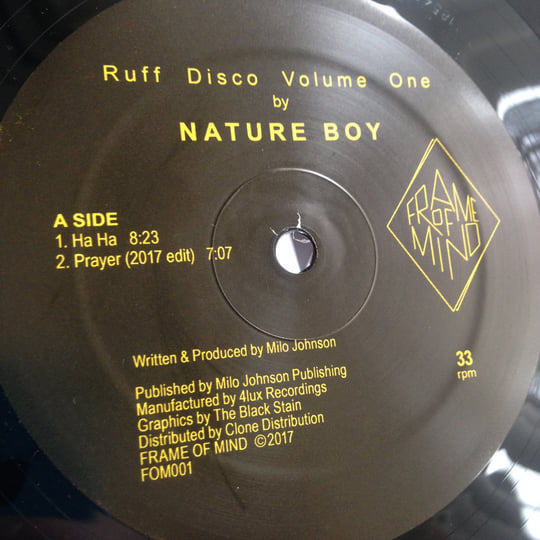 Ruff Disco Volume One
by
NATURE BOY
FRAME
OF
MIND
A SIDE
1. Ha Ha 8:23
2. Prayer (2017 edit) 7:07
33
rpm
Written & Produced by Milo Johnson
Published by Milo Johnson Publishing
Manufactured by 4lux Recordings
Graphics by The Black Stain
Distributed by Clone Distribution
FRAME OF MIND ©2017
FOM001